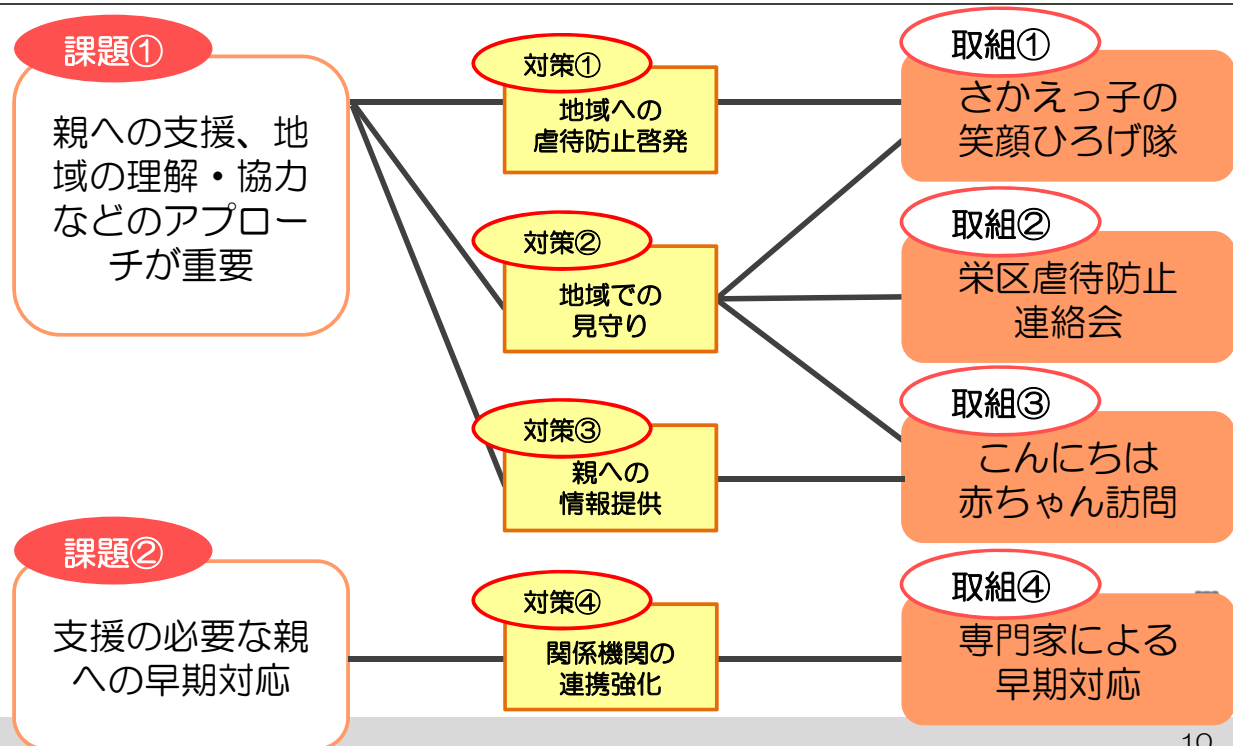 課題①
親への支援、地
域の理解・協力
などのアプロー
チが重要
対策①
地域への
虐待防止啓発
取組①
さかえっ子の
笑顔ひろげ隊
対策②
地域での
見守り
取組②
栄区虐待防止
連絡会
対策③
親への
情報提供
取組③
こんにちは
赤ちゃん訪問
課題②
支援の必要な親
への早期対応
対策④
関係機関の
連携強化
取組④
専門家による
早期対応
10